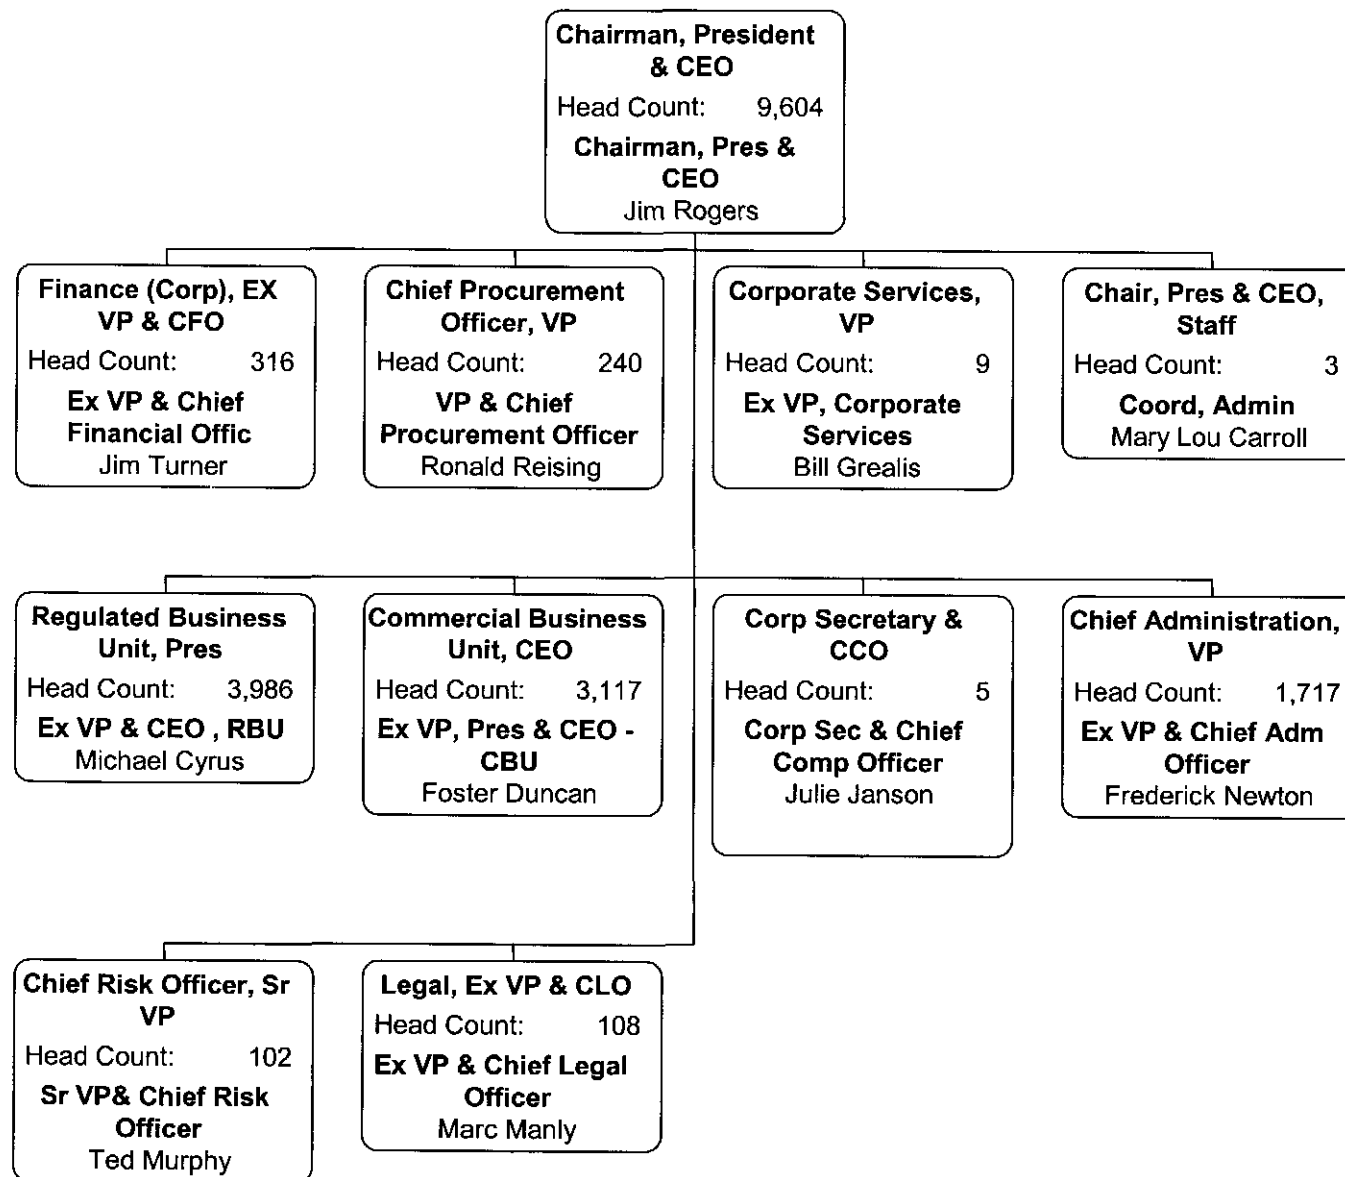 Chairman, President
& CEO
Head Count: 9,604
Chairman, Pres &
CEO
Jim Rogers
Finance (Corp), EX
VP & CFO
Head Count: 316
Ex VP & Chief
Financial Offic
Jim Turner
Chief Procurement
Officer, VP
Head Count: 240
VP & Chief
Procurement Officer
Ronald Reising
Corporate Services,
VP
Head Count: 9
Ex VP, Corporate
Services
Bill Grealis
Chair, Pres & CEO,
Staff
Head Count: 3
Coord, Admin
Mary Lou Carroll
Regulated Business
Unit, Pres
Head Count: 3,986
Ex VP & CEO , RBU
Michael Cyrus
Commercial Business
Unit, CEO
Head Count: 3,117
Ex VP, Pres & CEO -
CBU
Foster Duncan
Corp Secretary &
CCO
Head Count: 5
Corp Sec & Chief
Comp Officer
Julie Janson
Chief Administration,
VP
Head Count: 1,717
Ex VP & Chief Adm
Officer
Frederick Newton
Chief Risk Officer, Sr
VP
Head Count: 102
Sr VP& Chief Risk
Officer
Ted Murphy
Legal, Ex VP & CLO
Head Count: 108
Ex VP & Chief Legal
Officer
Marc Manly